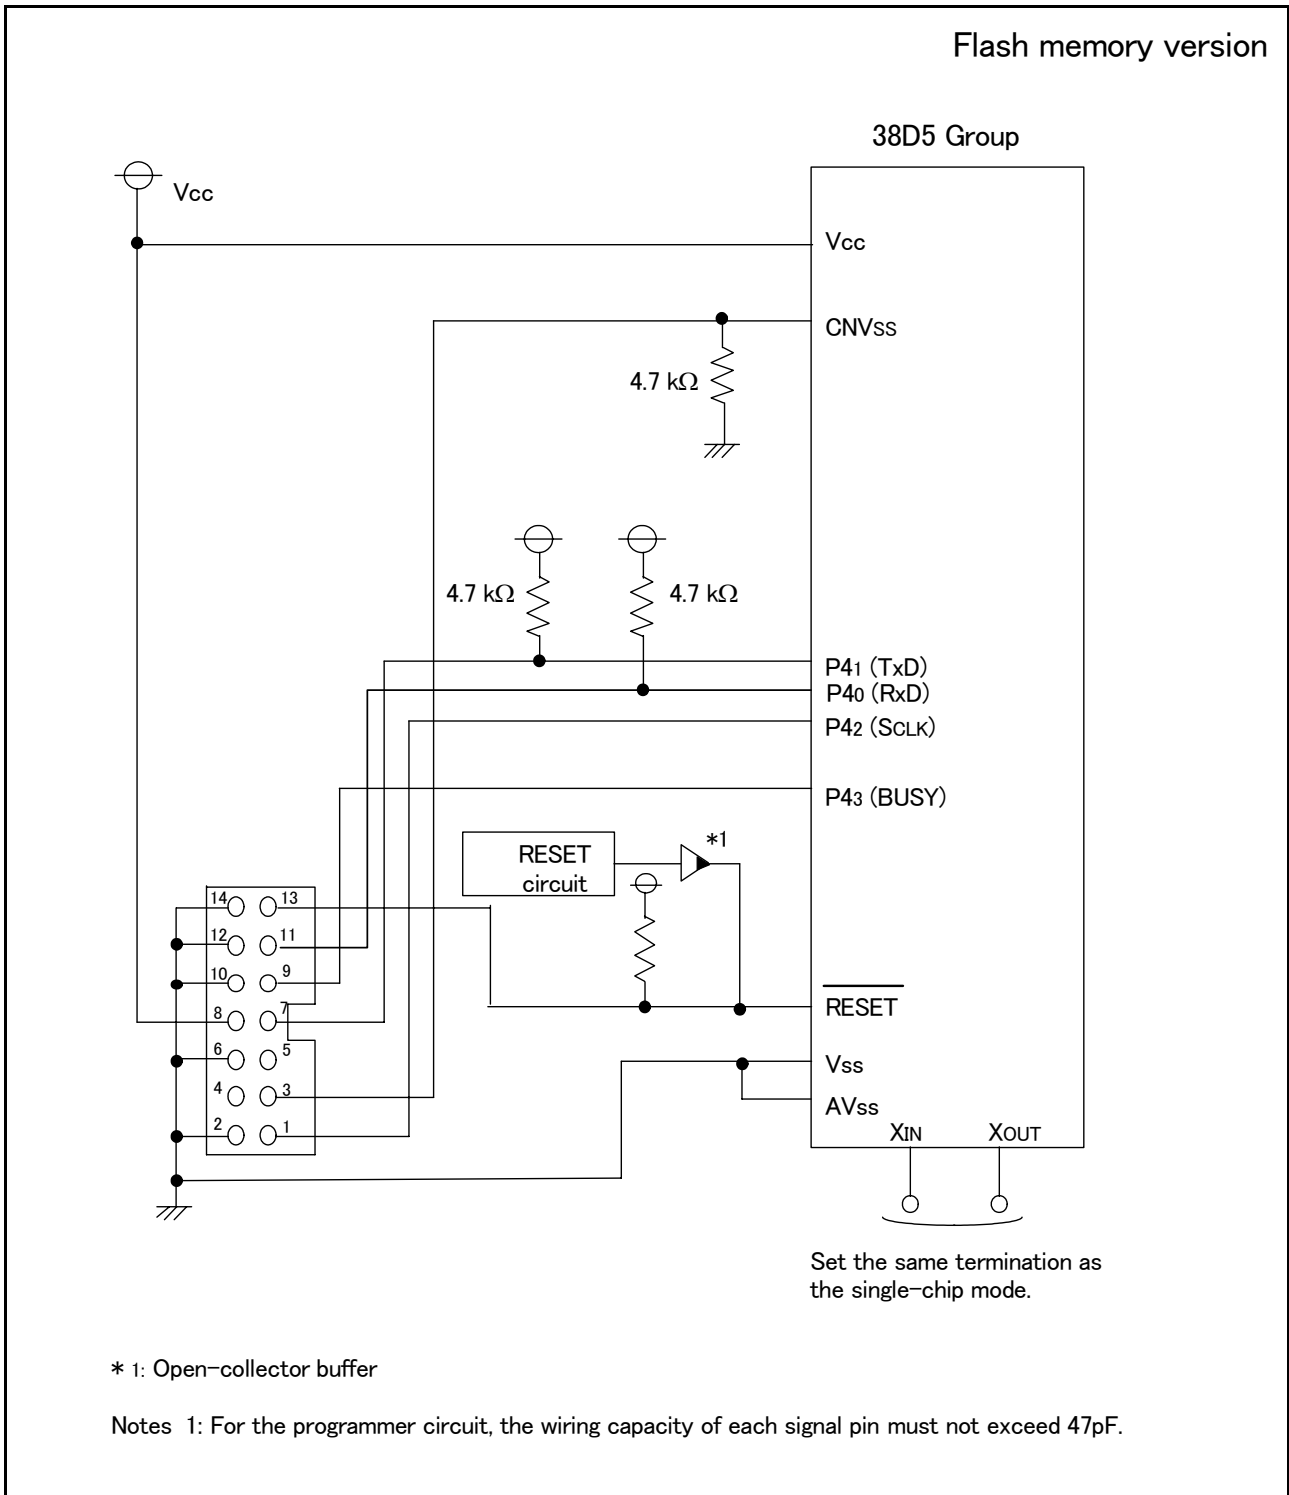 Flash memory version
38D5 Group
Vcc
Vcc
CNVss
4.7 kΩ
4.7 kΩ
4.7 kΩ
P41 (TxD)
P40 (RxD)
P42 (SCLK)
P43 (BUSY)
*1
RESET
circuit
14 13
12 11
10 9
8 7
6 5
4 3
2 1
RESET
Vss
AVss
XIN XOUT
Set the same termination as
the single-chip mode.
* 1: Open-collector buffer
Notes 1: For the programmer circuit, the wiring capacity of each signal pin must not exceed 47pF.